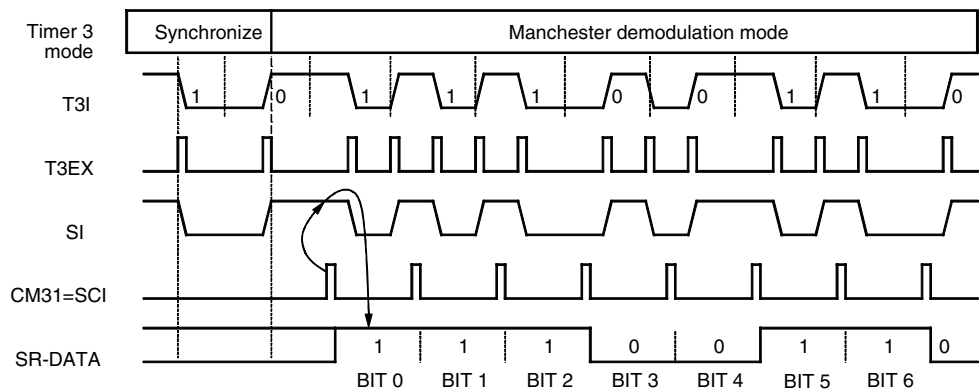 Timer 3 mode
Synchronize
Manchester demodulation mode
T3I
1 0 1 1 1 0 0 1 1 0
T3EX
SI
CM31=SCI
SR-DATA
1 1 1 0 0 1 1 0
BIT 0 BIT 1 BIT 2 BIT 3 BIT 4 BIT 5 BIT 6